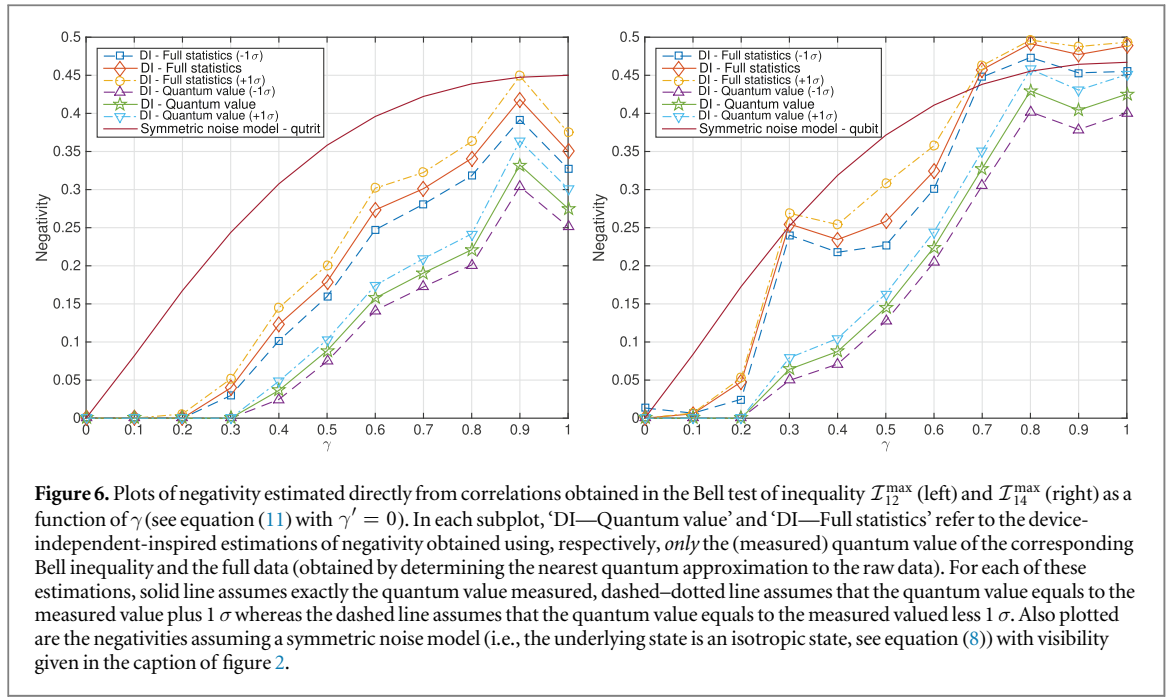 0.5
0.45
0.4
0.35
0.3
0.25
0.2
0.15
0.1
0.05
0
Negativity
DI - Full statistics (-1σ)
DI - Full statistics
DI - Full statistics (+1σ)
DI - Quantum value (-1σ)
DI - Quantum value
DI - Quantum value (+1σ)
Symmetric noise model - qutrit
0 0.1 0.2 0.3 0.4 0.5 0.6 0.7 0.8 0.9 1
γ
0.5
0.45
0.4
0.35
0.3
0.25
0.2
0.15
0.1
0.05
0
Negativity
DI - Full statistics (-1σ)
DI - Full statistics
DI - Full statistics (+1σ)
DI - Quantum value (-1σ)
DI - Quantum value
DI - Quantum value (+1σ)
Symmetric noise model - qubit
0 0.1 0.2 0.3 0.4 0.5 0.6 0.7 0.8 0.9 1
γ
Figure 6. Plots of negativity estimated directly from correlations obtained in the Bell test of inequality I₁₂^max (left) and I₁₄^max (right) as a
function of γ (see equation (11) with γ′ = 0). In each subplot, ‘DI—Quantum value’ and ‘DI—Full statistics’ refer to the device-
independent-inspired estimations of negativity obtained using, respectively, only the (measured) quantum value of the corresponding
Bell inequality and the full data (obtained by determining the nearest quantum approximation to the raw data). For each of these
estimations, solid line assumes exactly the quantum value measured, dashed–dotted line assumes that the quantum value equals to the
measured value plus 1 σ whereas the dashed line assumes that the quantum value equals to the measured valued less 1 σ. Also plotted
are the negativities assuming a symmetric noise model (i.e., the underlying state is an isotropic state, see equation (8)) with visibility
given in the caption of figure 2.